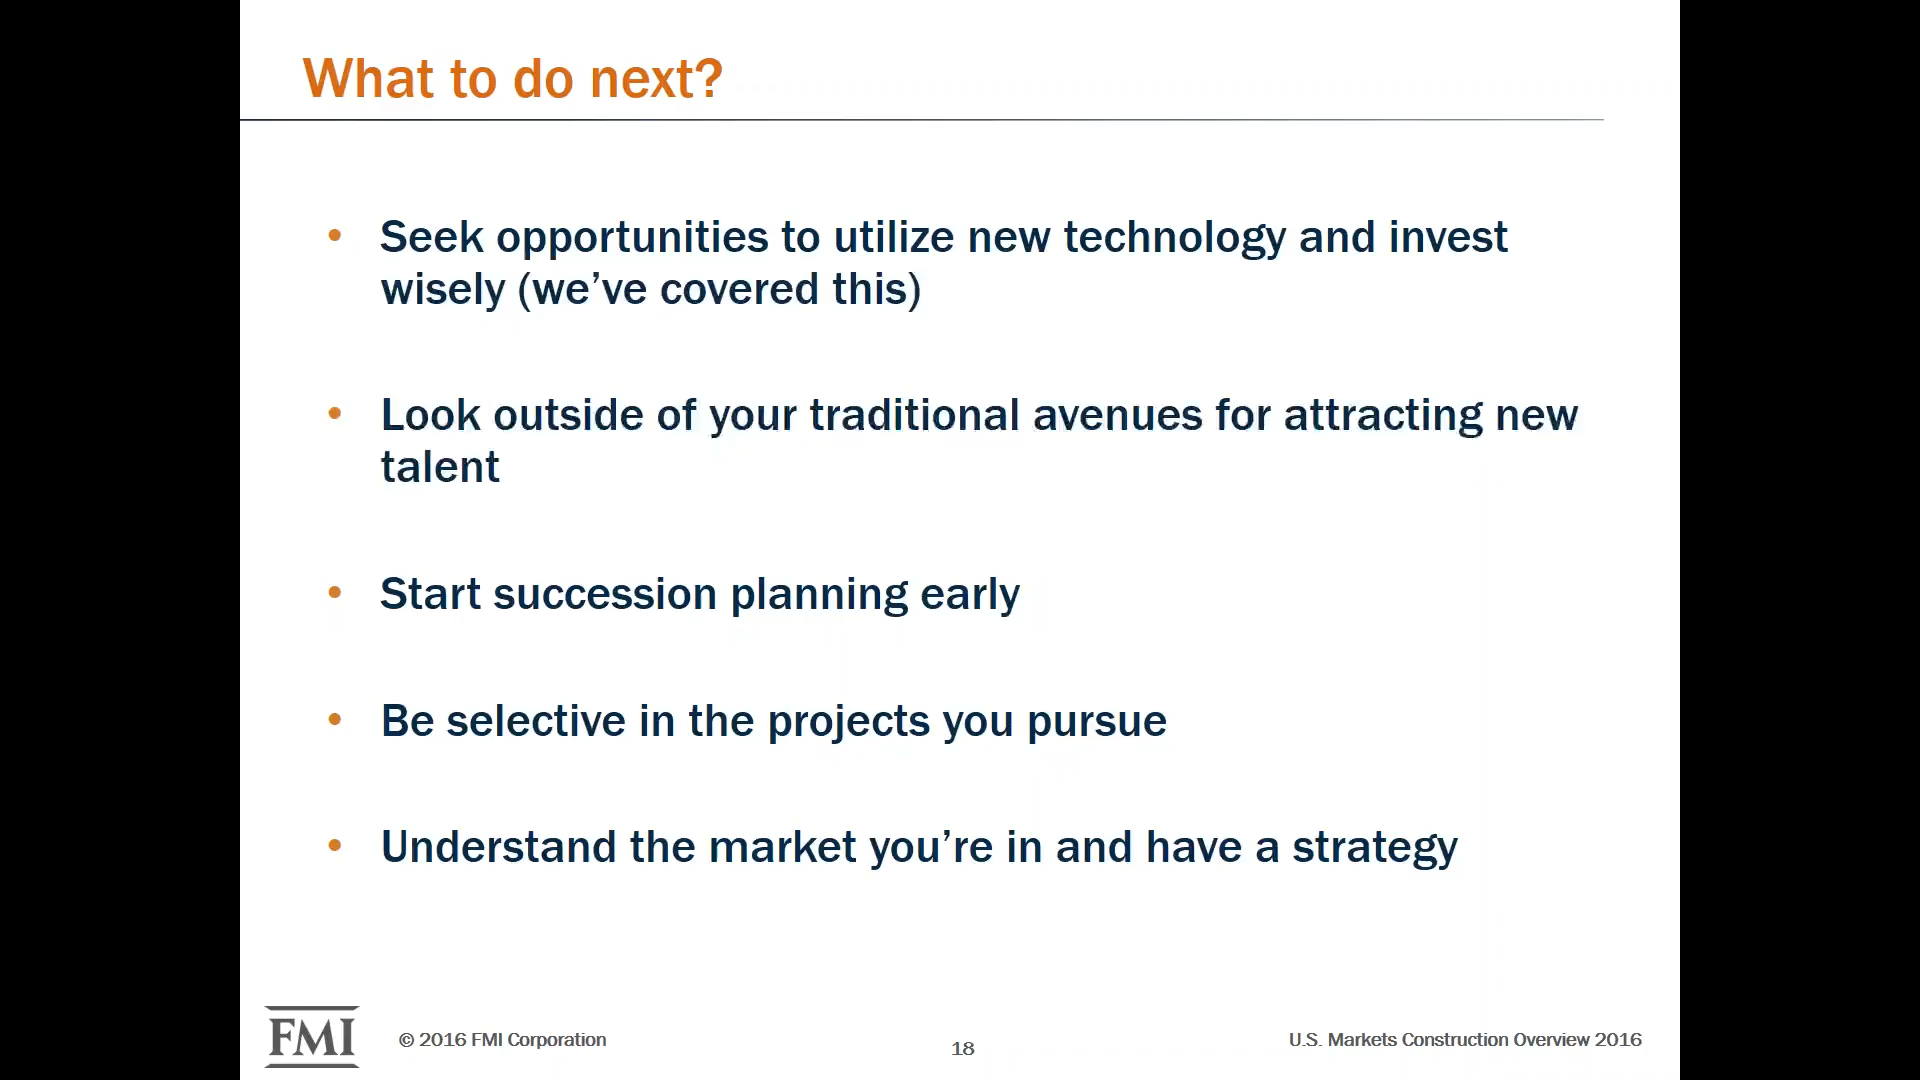 What to do next?
• Seek opportunities to utilize new technology and invest
wisely (we’ve covered this)
• Look outside of your traditional avenues for attracting new
talent
• Start succession planning early
• Be selective in the projects you pursue
• Understand the market you’re in and have a strategy
FMI
© 2016 FMI Corporation
18
U.S. Markets Construction Overview 2016